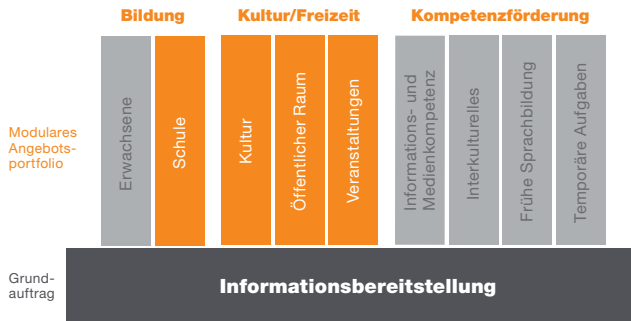 Bildung
Kultur/Freizeit
Kompetenzförderung
Modulares
Angebots-
portfolio
Erwachsene
Schule
Kultur
Öffentlicher Raum
Veranstaltungen
Informations- und
Medienkompetenz
Interkulturelles
Frühe Sprachbildung
Temporäre Aufgaben
Grund-
auftrag
Informationsbereitstellung